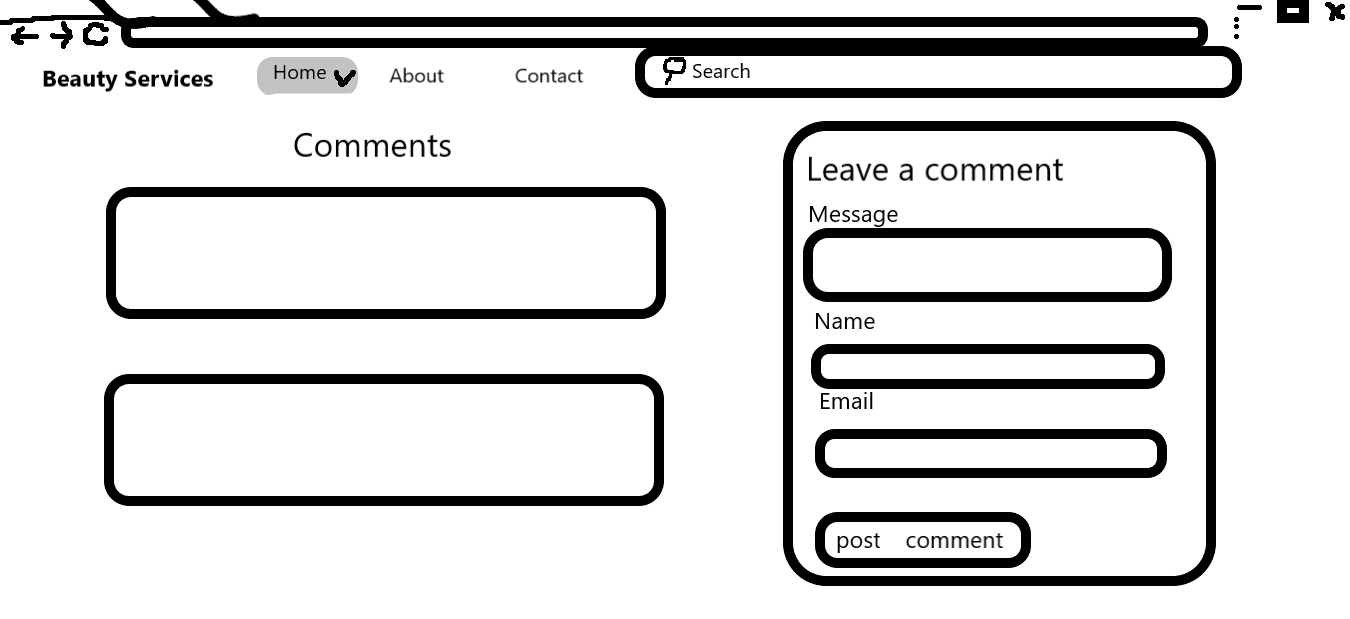 Beauty Services Home About Contact Search
Comments
Leave a comment
Message
Name
Email
post comment